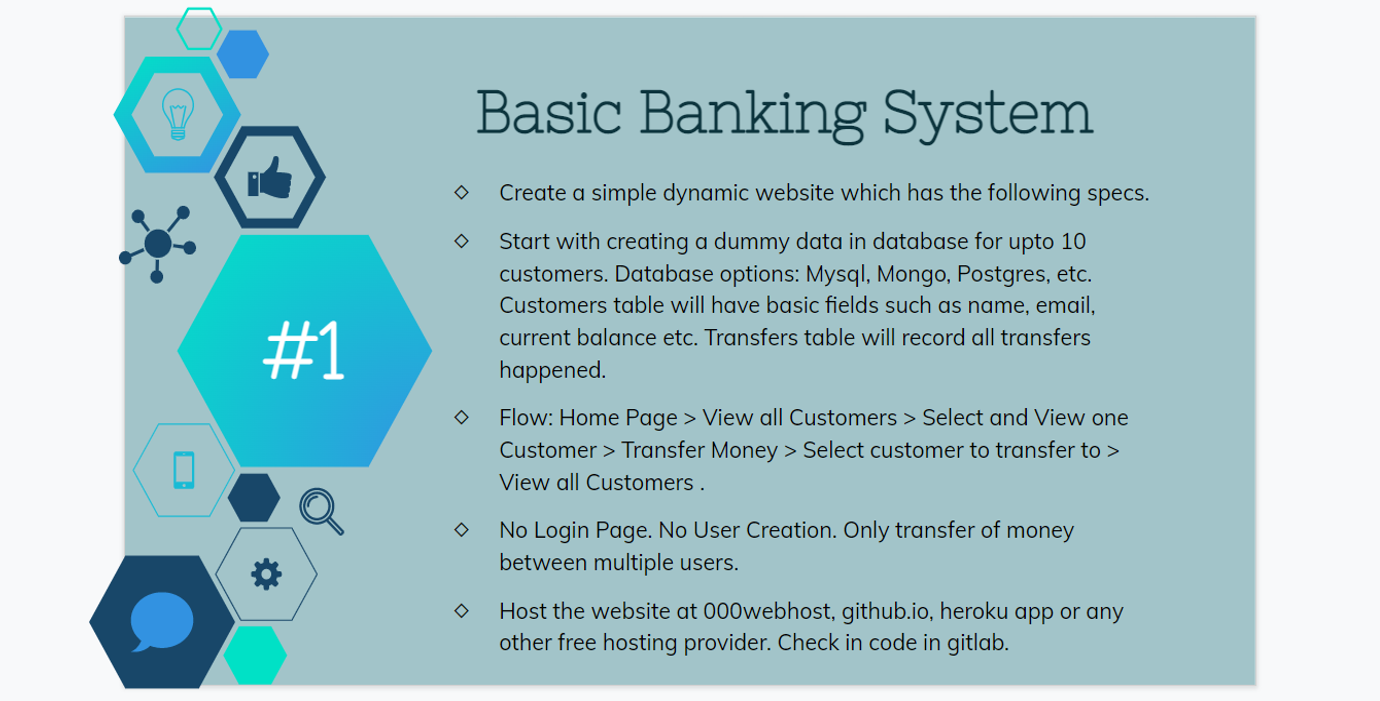 Basic Banking System
Create a simple dynamic website which has the following specs.
Start with creating a dummy data in database for upto 10
customers. Database options: Mysql, Mongo, Postgres, etc.
Customers table will have basic fields such as name, email,
current balance etc. Transfers table will record all transfers
happened.
#1
Flow: Home Page > View all Customers > Select and View one
Customer > Transfer Money > Select customer to transfer to >
View all Customers .
No Login Page. No User Creation. Only transfer of money
between multiple users.
Host the website at 000webhost, github.io, heroku app or any
other free hosting provider. Check in code in gitlab.